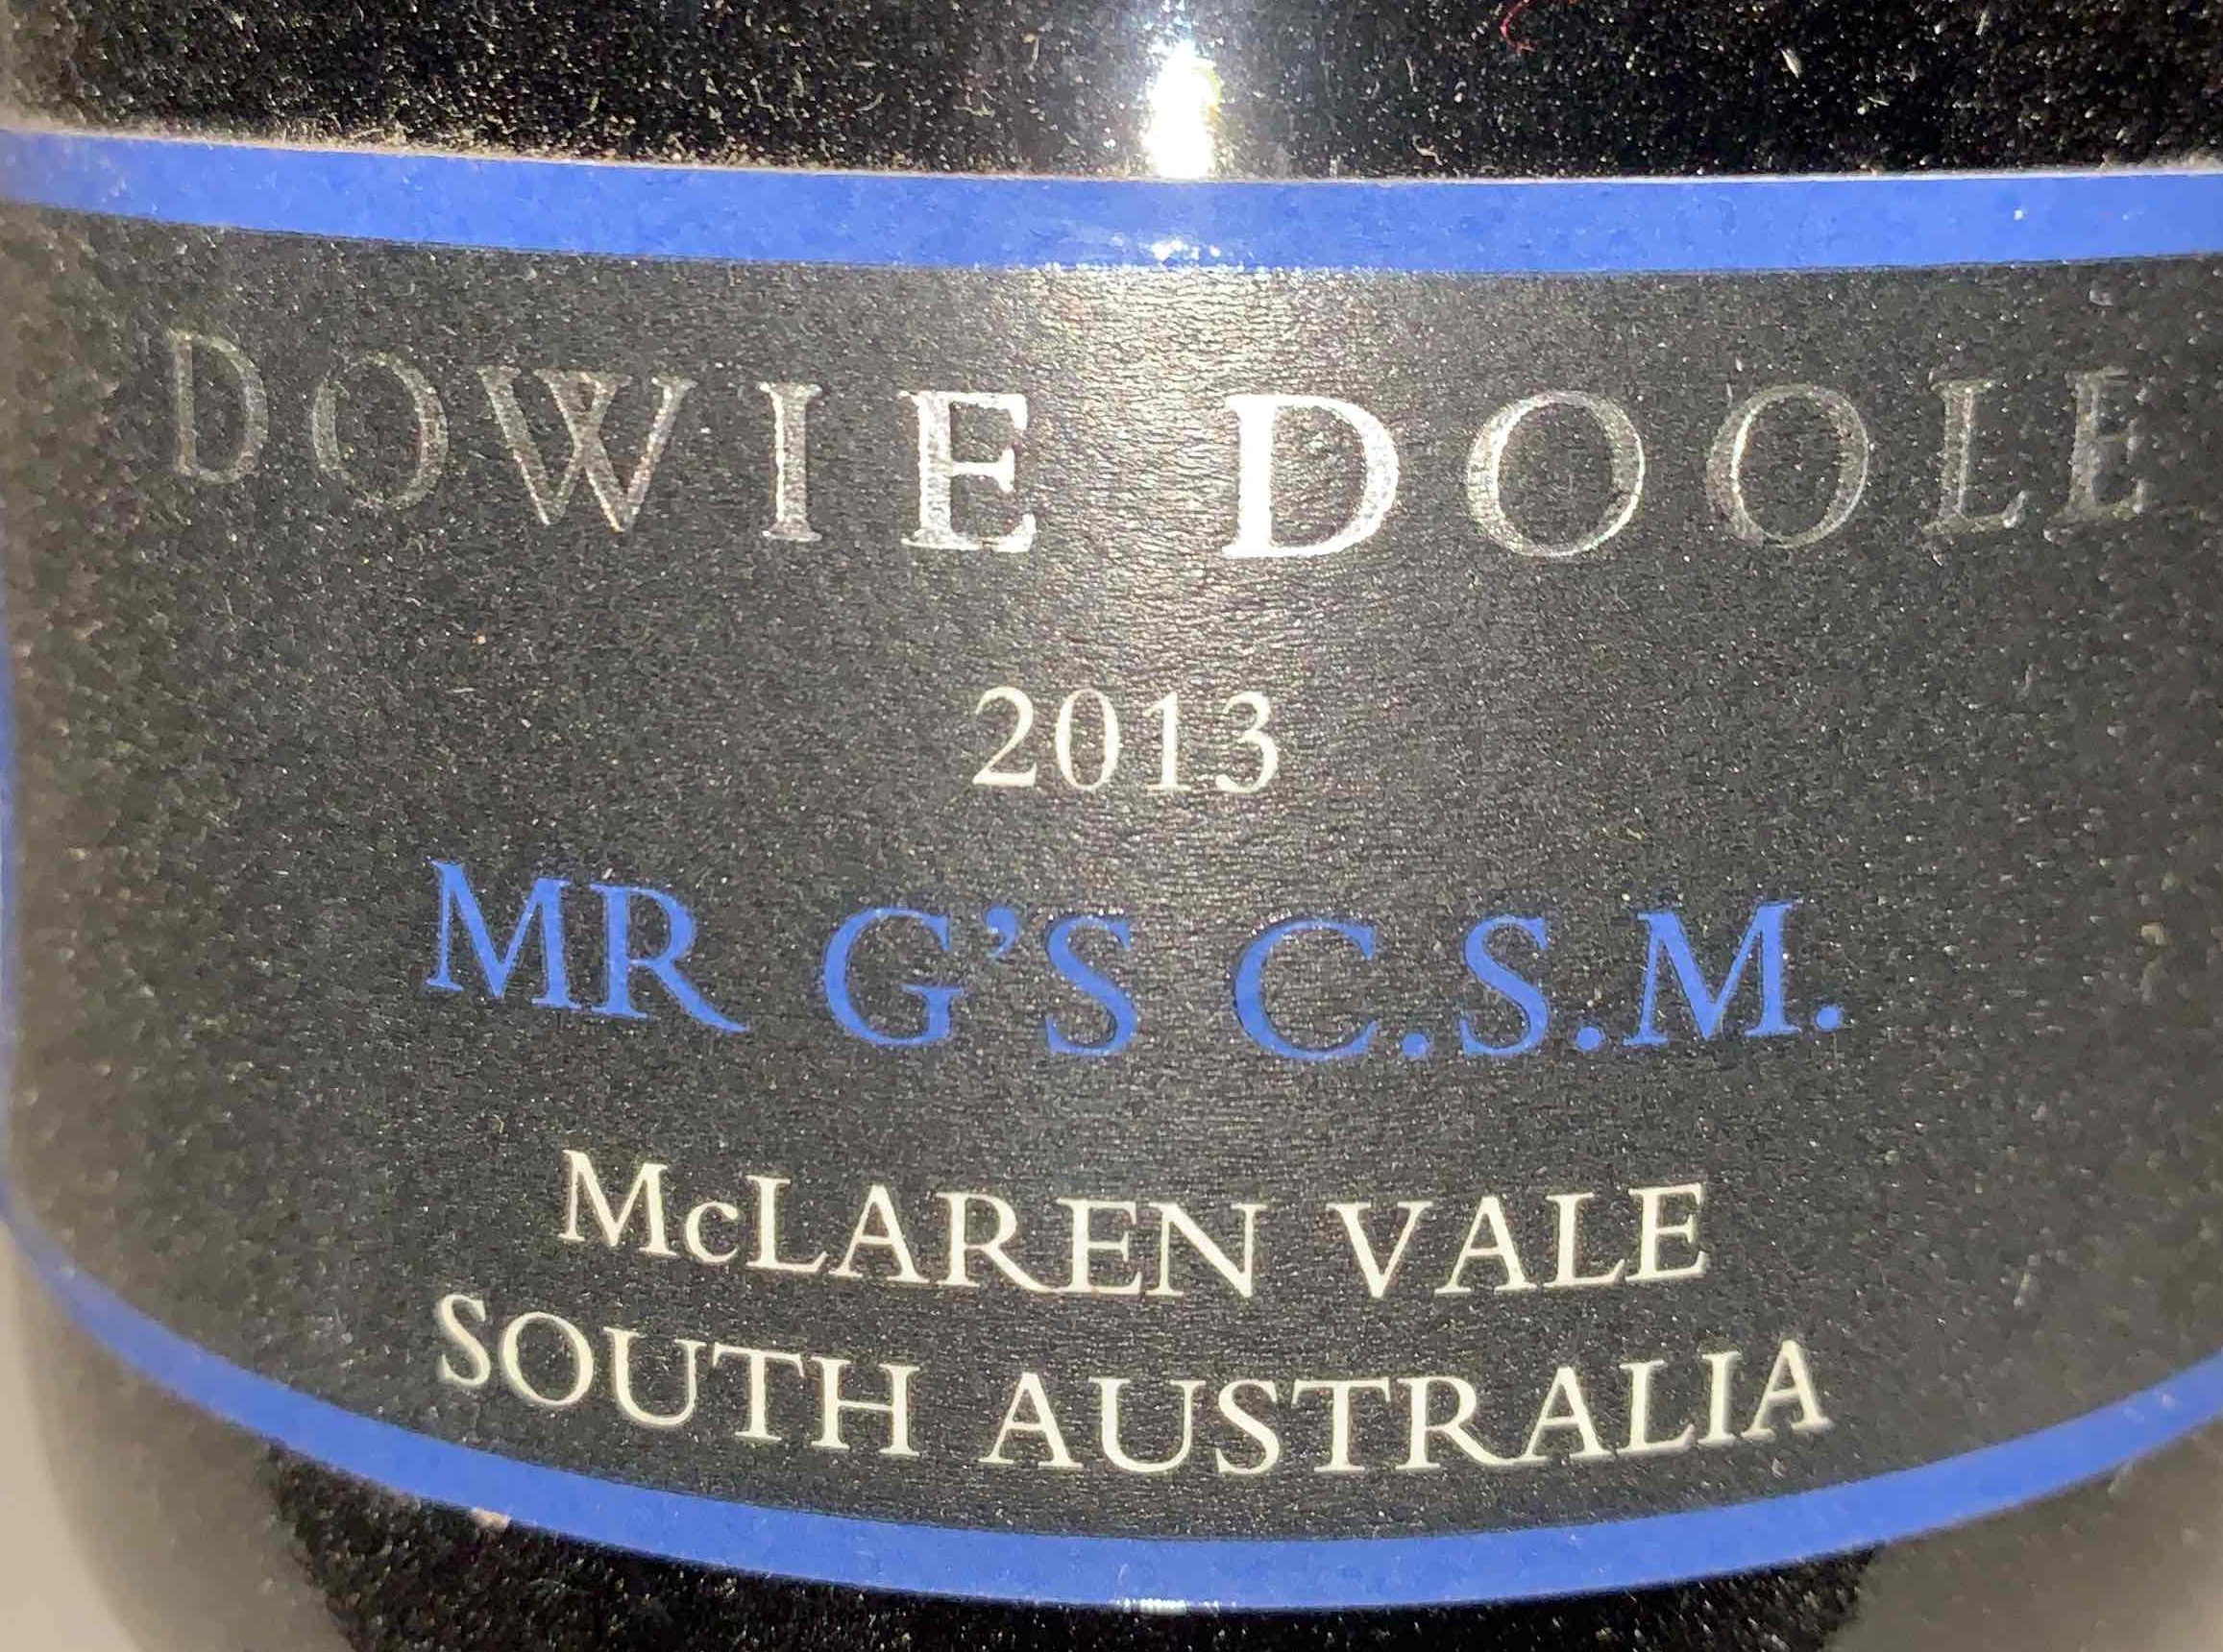 DOWIE DOOLE
2013
MR G'S C.S.M.
McLAREN VALE
SOUTH AUSTRALIA